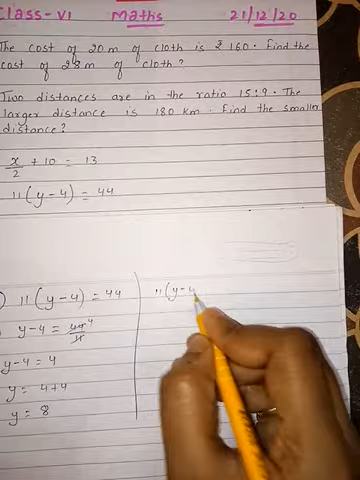 Class-VI Maths 21/12/20
The cost of 20 m of cloth is ₹ 160. Find the
cost of 28 m of cloth?
Two distances are in the ratio 15:9. The
larger distance is 180 km. Find the smaller
distance?
x/2 + 10 = 13
11(y-4) = 44
11(y-4) = 44
y-4 = 44/11 4
y-4 = 4
y = 4+4
y = 8
11(y-4